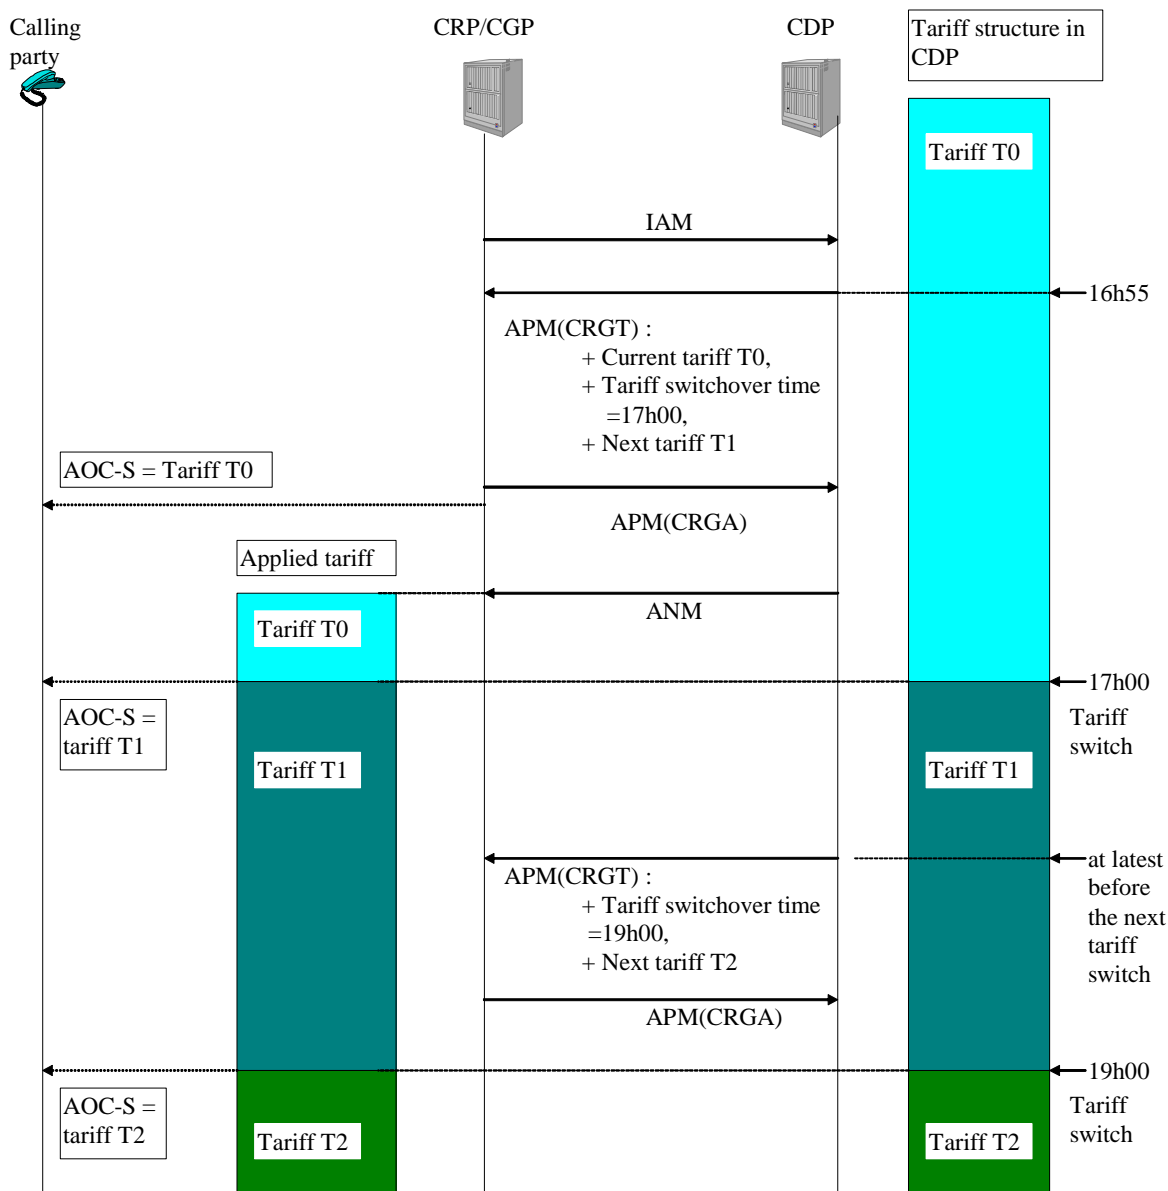 Calling
party
CRP/CGP
CDP
Tariff structure in
CDP
Tariff T0
IAM
16h55
APM(CRGT) :
+ Current tariff T0,
+ Tariff switchover time
=17h00,
+ Next tariff T1
AOC-S = Tariff T0
APM(CRGA)
Applied tariff
ANM
Tariff T0
17h00
Tariff
switch
AOC-S =
tariff T1
Tariff T1
Tariff T1
at latest
before
the next
tariff
switch
APM(CRGT) :
+ Tariff switchover time
=19h00,
+ Next tariff T2
APM(CRGA)
19h00
Tariff
switch
AOC-S =
tariff T2
Tariff T2
Tariff T2